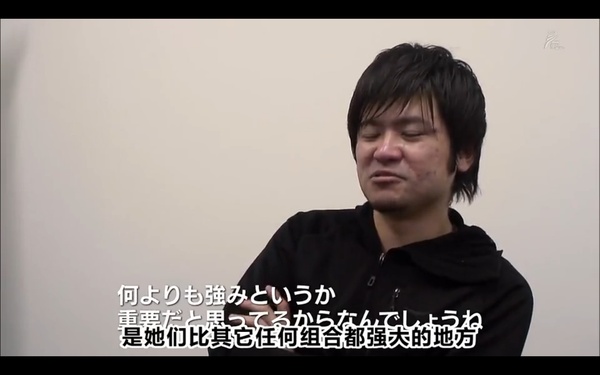 何よりも強みというか
重要だと思ってるからなんでしょうね
是她们比其它任何组合都强大的地方